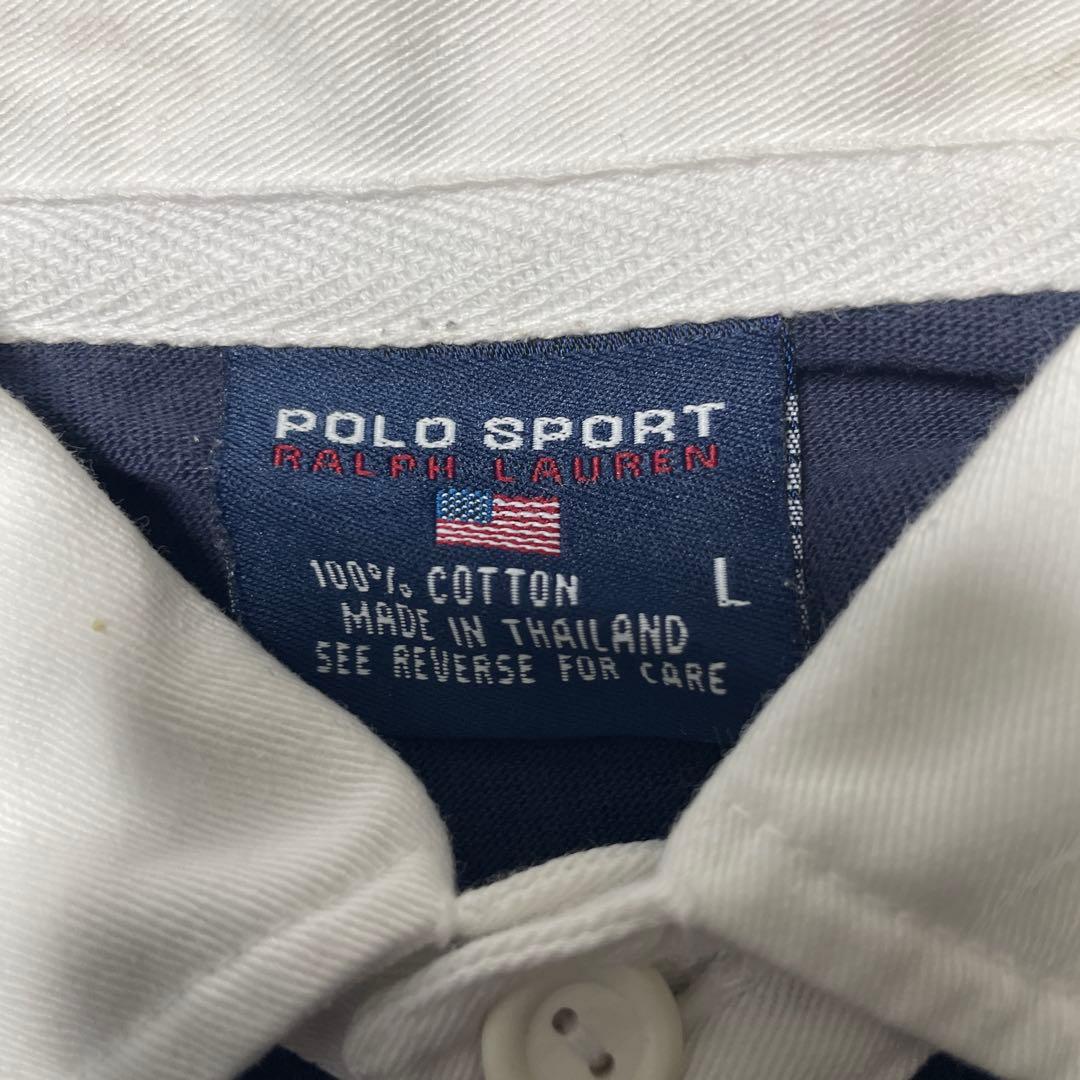 POLO SPORT
RALPH LAUREN
100% COTTON L
MADE IN THAILAND
SEE REVERSE FOR CARE